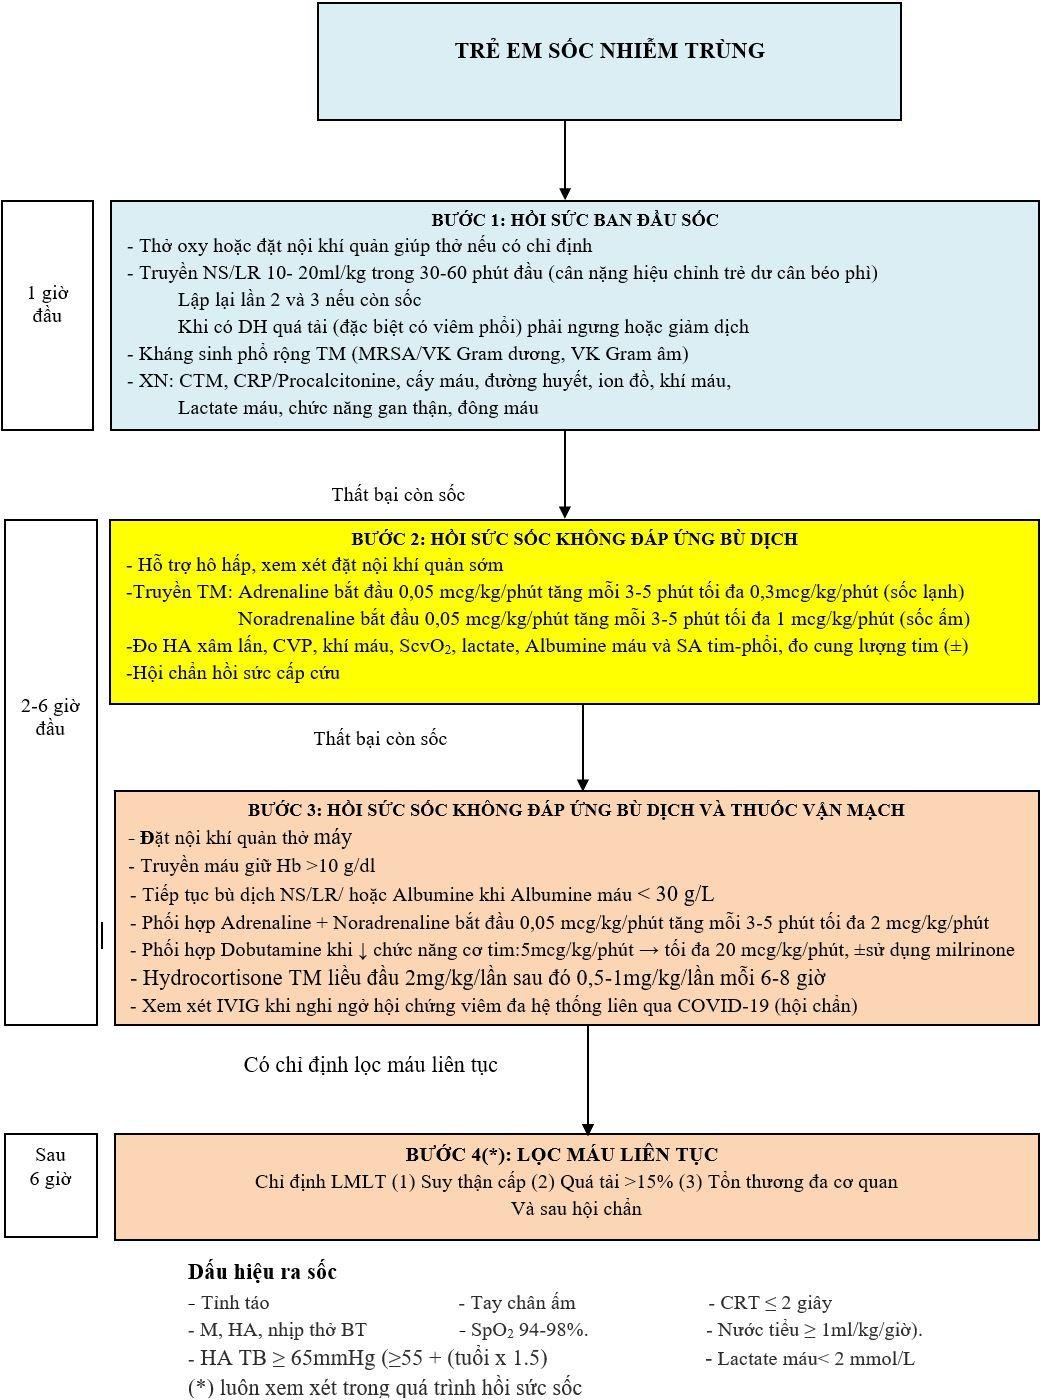 TRẺ EM SỐC NHIỄM TRÙNG
1 giờ
đầu
BƯỚC 1: HỒI SỨC BAN ĐẦU SỐC
- Thở oxy hoặc đặt nội khí quản giúp thở nếu có chỉ định
- Truyền NS/LR 10- 20ml/kg trong 30-60 phút đầu (cân nặng hiệu chỉnh trẻ dư cân béo phì)
Lập lại lần 2 và 3 nếu còn sốc
Khi có DH quá tải (đặc biệt có viêm phổi) phải ngưng hoặc giảm dịch
- Kháng sinh phổ rộng TM (MRSA/VK Gram dương, VK Gram âm)
- XN: CTM, CRP/Procalcitonine, cấy máu, đường huyết, ion đồ, khí máu,
Lactate máu, chức năng gan thận, đông máu
Thất bại còn sốc
2-6 giờ
đầu
BƯỚC 2: HỒI SỨC SỐC KHÔNG ĐÁP ỨNG BÙ DỊCH
- Hỗ trợ hô hấp, xem xét đặt nội khí quản sớm
-Truyền TM: Adrenaline bắt đầu 0,05 mcg/kg/phút tăng mỗi 3-5 phút tối đa 0,3mcg/kg/phút (sốc lạnh)
Noradrenaline bắt đầu 0,05 mcg/kg/phút tăng mỗi 3-5 phút tối đa 1 mcg/kg/phút (sốc ấm)
-Đo HA xâm lấn, CVP, khí máu, ScvO₂, lactate, Albumine máu và SA tim-phổi, đo cung lượng tim (±)
-Hội chẩn hồi sức cấp cứu
Thất bại còn sốc
BƯỚC 3: HỒI SỨC SỐC KHÔNG ĐÁP ỨNG BÙ DỊCH VÀ THUỐC VẬN MẠCH
- Đặt nội khí quản thở máy
- Truyền máu giữ Hb >10 g/dl
- Tiếp tục bù dịch NS/LR/ hoặc Albumine khi Albumine máu < 30 g/L
- Phối hợp Adrenaline + Noradrenaline bắt đầu 0,05 mcg/kg/phút tăng mỗi 3-5 phút tối đa 2 mcg/kg/phút
- Phối hợp Dobutamine khi ↓ chức năng cơ tim:5mcg/kg/phút → tối đa 20 mcg/kg/phút, ±sử dụng milrinone
- Hydrocortisone TM liều đầu 2mg/kg/lần sau đó 0,5-1mg/kg/lần mỗi 6-8 giờ
- Xem xét IVIG khi nghi ngở hội chứng viêm đa hệ thống liên qua COVID-19 (hội chẩn)
Có chỉ định lọc máu liên tục
Sau
6 giờ
BƯỚC 4(*): LỌC MÁU LIÊN TỤC
Chỉ định LMLT (1) Suy thận cấp (2) Quá tải >15% (3) Tổn thương đa cơ quan
Và sau hội chẩn
Dấu hiệu ra sốc
- Tỉnh táo - Tay chân ấm - CRT ≤ 2 giây
- M, HA, nhịp thở BT - SpO₂ 94-98%. - Nước tiểu ≥ 1ml/kg/giờ).
- HA TB ≥ 65mmHg (≥55 + (tuổi x 1.5) - Lactate máu< 2 mmol/L
(*) luôn xem xét trong quá trình hồi sức sốc